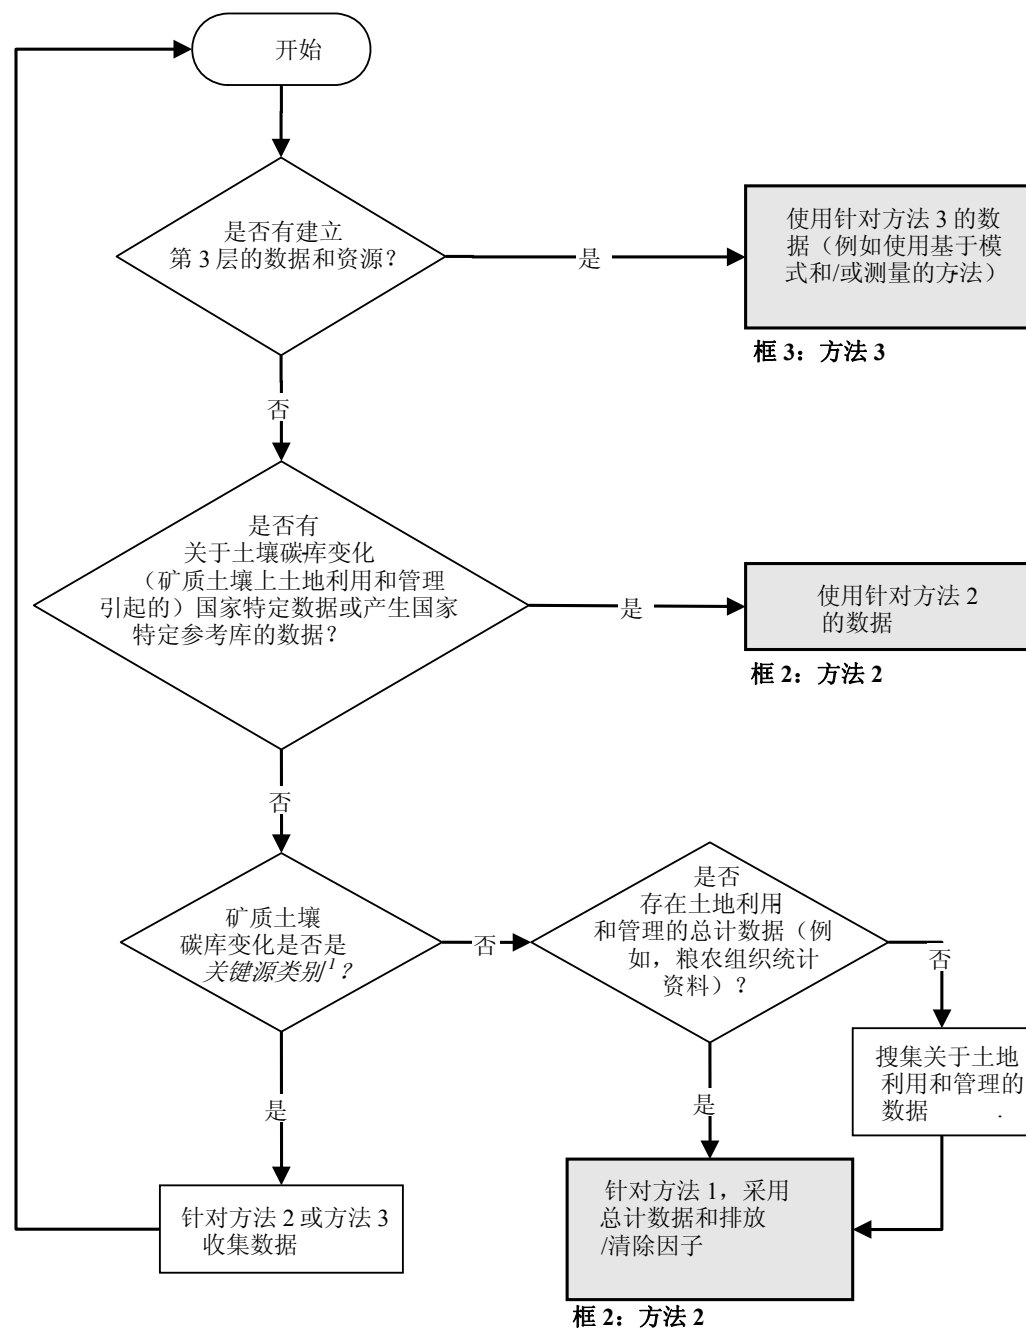 开始
是否有建立
第 3 层的数据和资源？
是
使用针对方法 3 的数
据（例如使用基于模
式和/或测量的方法）
框 3：方法 3
否
是否有
关于土壤碳库变化
（矿质土壤上土地利用和管理
引起的）国家特定数据或产生国家
特定参考库的数据？
是
使用针对方法 2
的数据
框 2：方法 2
否
矿质土壤
碳库变化是否是
关键源类别¹？
否
是否
存在土地利用
和管理的总计数据（例
如，粮农组织统计
资料）？
否
搜集关于土地
利用和管理的
数据 .
是
是
针对方法 2 或方法 3
收集数据
针对方法 1，采用
总计数据和排放
/清除因子
框 2：方法 2